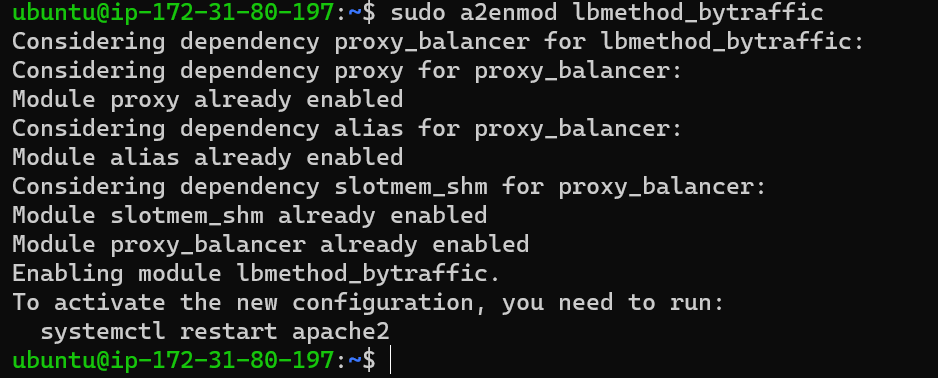 ubuntu@ip-172-31-80-197:~$ sudo a2enmod lbmethod_bytraffic
Considering dependency proxy_balancer for lbmethod_bytraffic:
Considering dependency proxy for proxy_balancer:
Module proxy already enabled
Considering dependency alias for proxy_balancer:
Module alias already enabled
Considering dependency slotmem_shm for proxy_balancer:
Module slotmem_shm already enabled
Module proxy_balancer already enabled
Enabling module lbmethod_bytraffic.
To activate the new configuration, you need to run:
  systemctl restart apache2
ubuntu@ip-172-31-80-197:~$